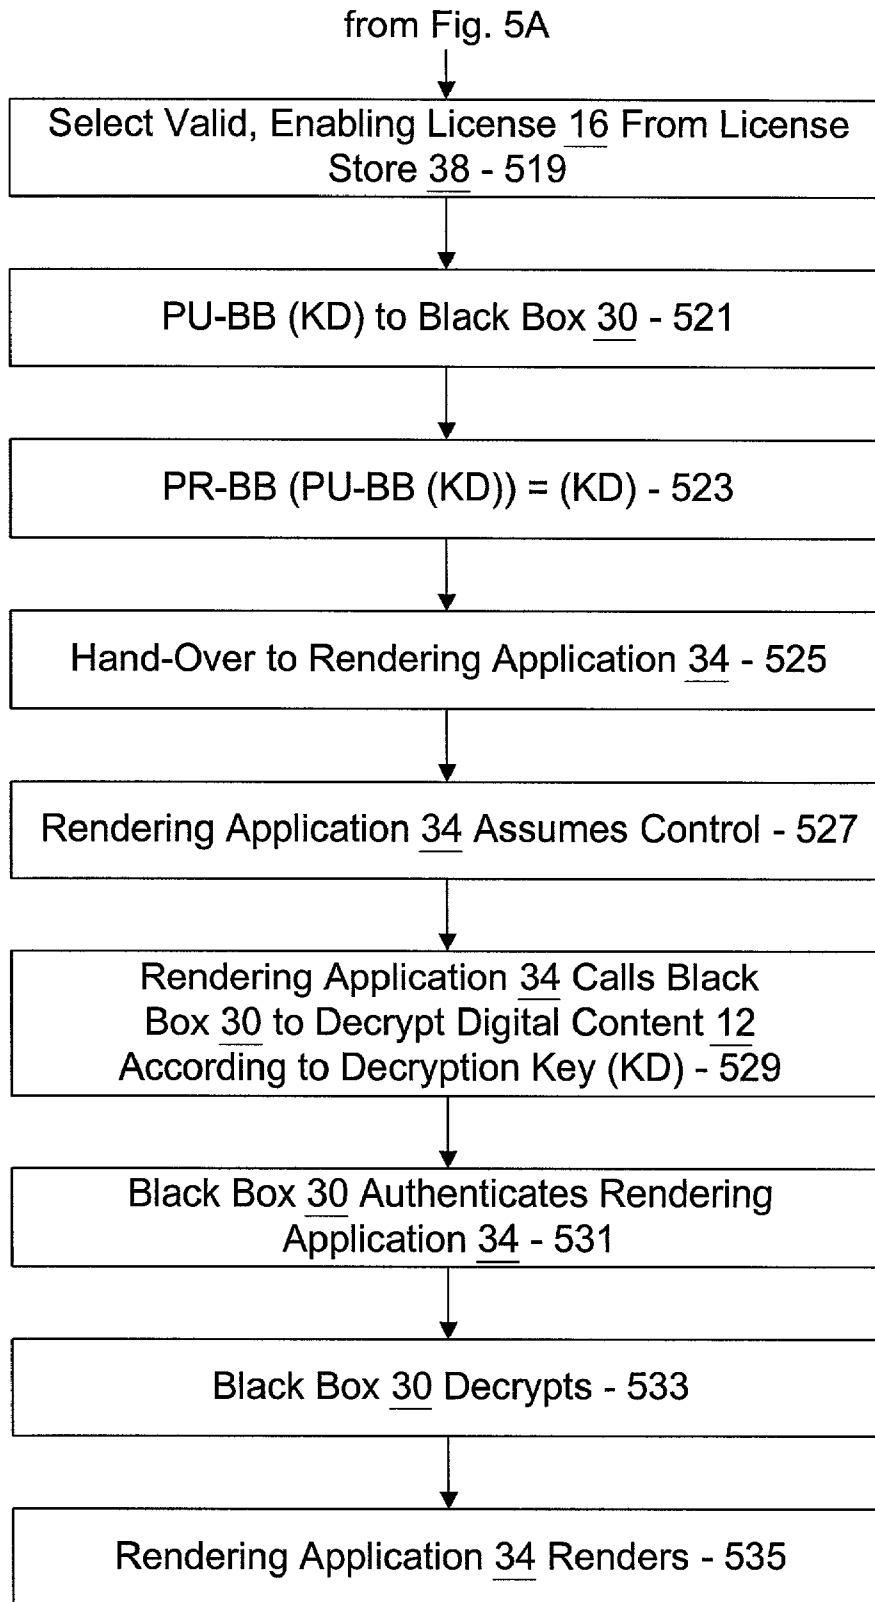 from Fig. 5A
Select Valid, Enabling License 16 From License
Store 38 - 519
PU-BB (KD) to Black Box 30 - 521
PR-BB (PU-BB (KD)) = (KD) - 523
Hand-Over to Rendering Application 34 - 525
Rendering Application 34 Assumes Control - 527
Rendering Application 34 Calls Black
Box 30 to Decrypt Digital Content 12
According to Decryption Key (KD) - 529
Black Box 30 Authenticates Rendering
Application 34 - 531
Black Box 30 Decrypts - 533
Rendering Application 34 Renders - 535